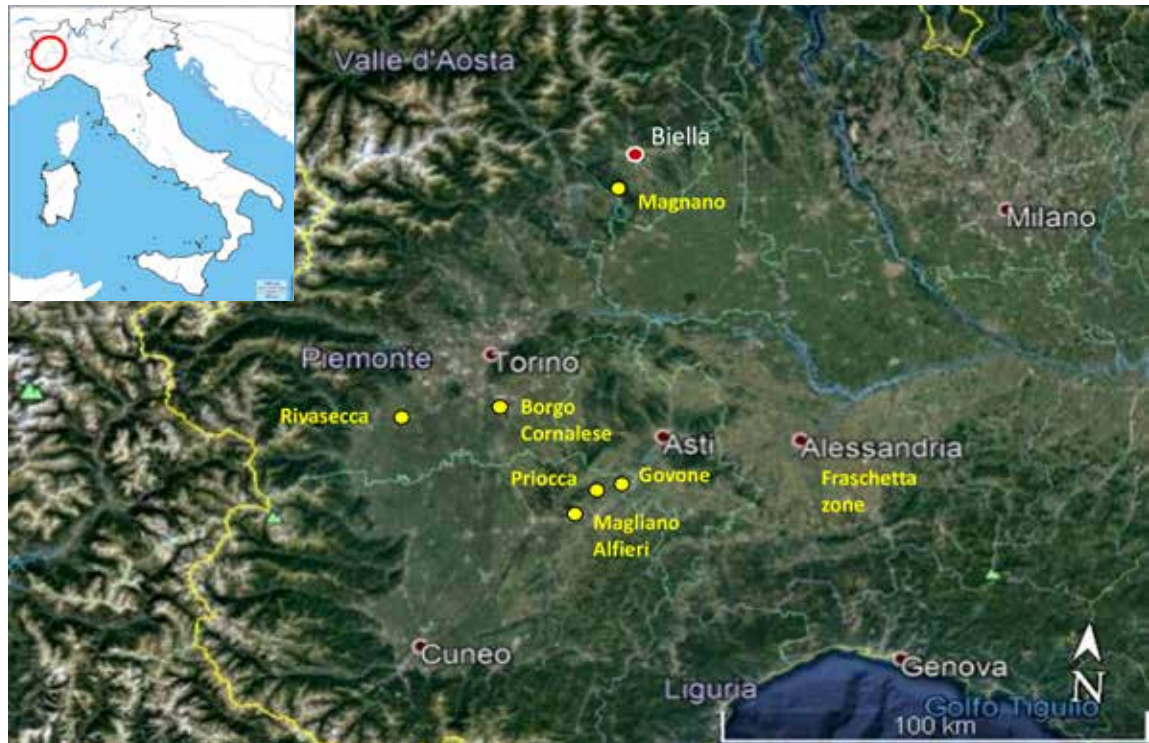 Valle d'Aosta
Biella
Magnano
Milano
Piemonte
Torino
Rivasecca
Borgo
Cornalese
Asti
Alessandria
Priocca
Govone
Fraschetta
zone
Magliano
Alfieri
Cuneo
Liguria
Genova
N
Golfo Tigullio
100 km